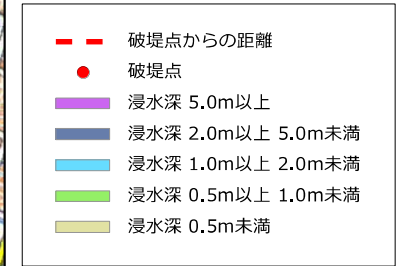 破堤点からの距離
破堤点
浸水深 5.0m以上
浸水深 2.0m以上 5.0m未満
浸水深 1.0m以上 2.0m未満
浸水深 0.5m以上 1.0m未満
浸水深 0.5m未満